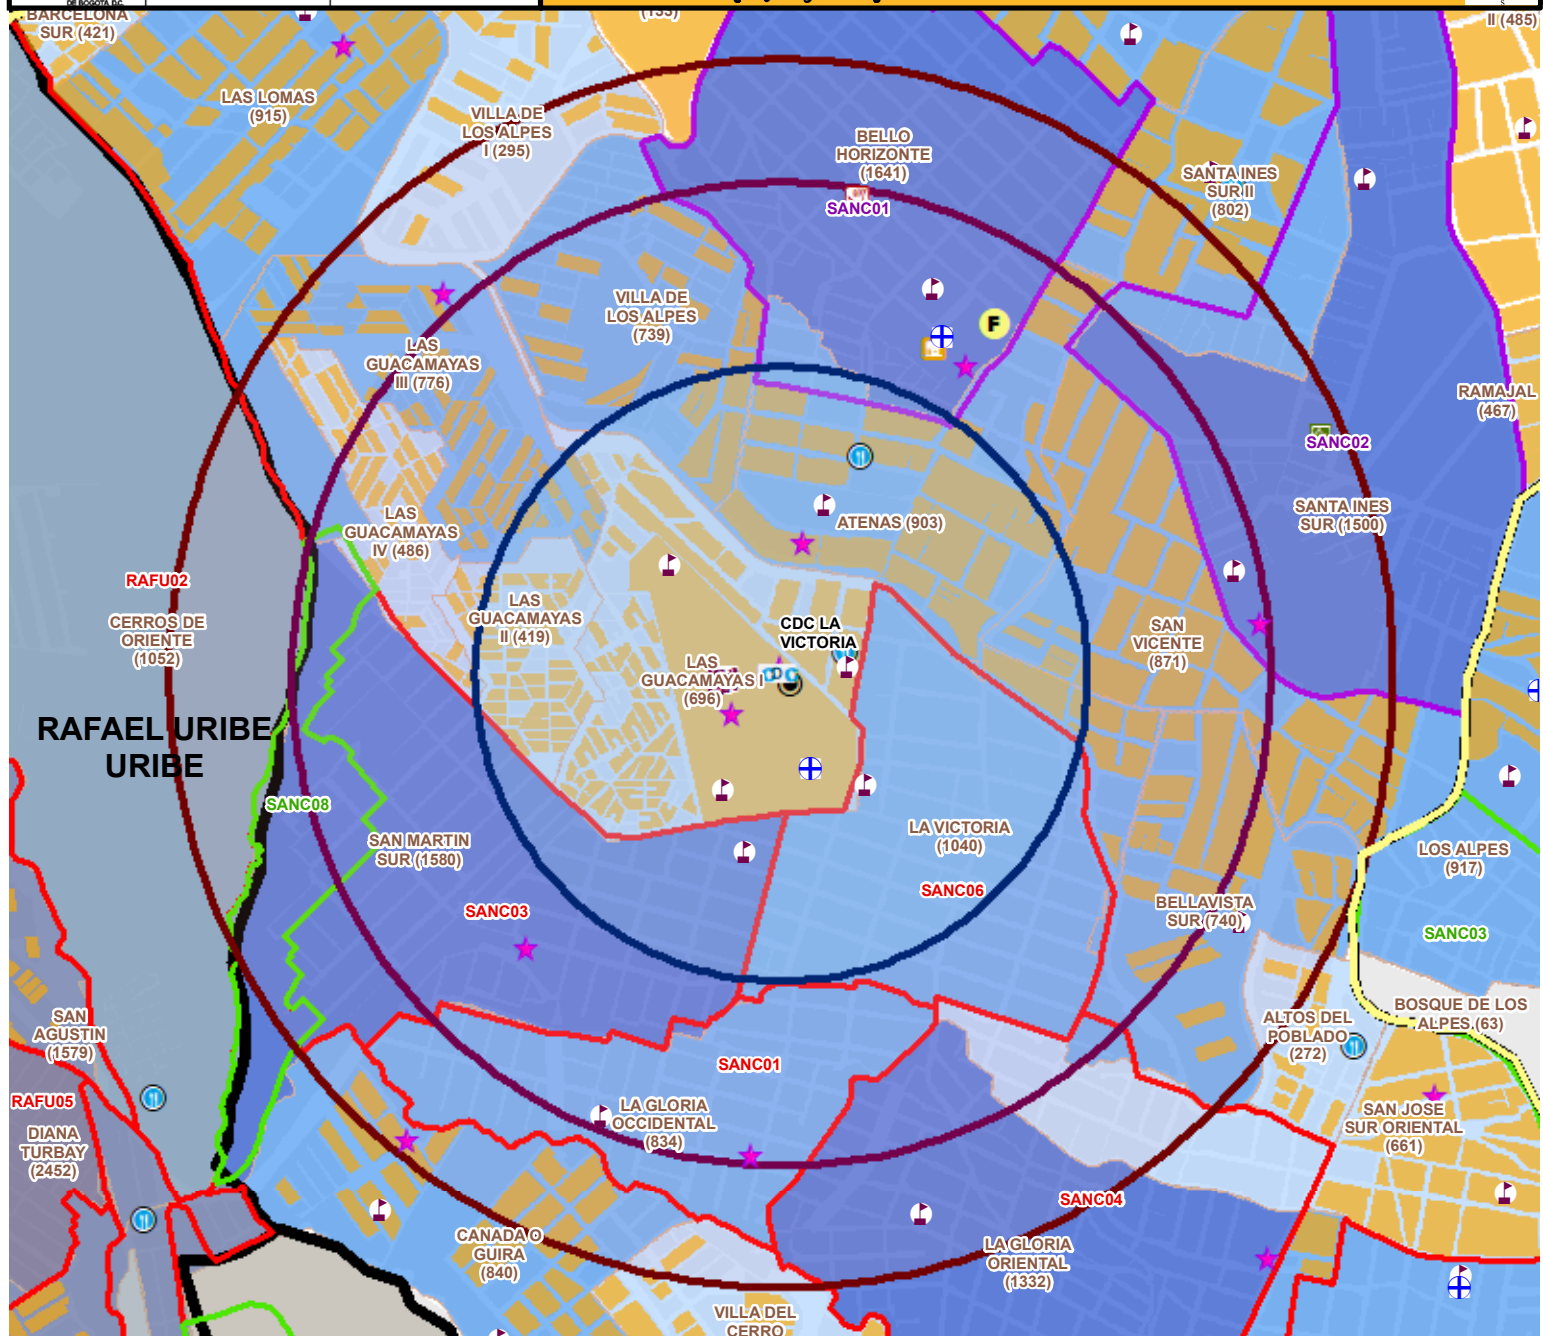 DE BOGOTÁ D.C.
BARCELONA
SUR (421)
II (485)
LAS LOMAS
(915)
VILLA DE
LOS ALPES
I (295)
BELLO
HORIZONTE
(1641)
SANC01
SANTA INES
SUR II
(802)
VILLA DE
LOS ALPES
(739)
F
LAS
GUACAMAYAS
III (776)
RAMAJAL
(467)
SANC02
SANTA INES
SUR (1500)
LAS
GUACAMAYAS
IV (486)
ATENAS (903)
RAFU02
CERROS DE
ORIENTE
(1052)
LAS
GUACAMAYAS
II (419)
CDC LA
VICTORIA
SAN
VICENTE
(871)
LAS
GUACAMAYAS I
(696)
CDC
RAFAEL URIBE
URIBE
SANC08
SAN MARTIN
SUR (1580)
LA VICTORIA
(1040)
LOS ALPES
(917)
SANC06
SANC03
BELLAVISTA
SUR (740)
SANC03
SAN
AGUSTIN
(1579)
ALTOS DEL
POBLADO
(272)
BOSQUE DE LOS
ALPES (63)
SANC01
RAFU05
LA GLORIA
OCCIDENTAL
(834)
SAN JOSE
SUR ORIENTAL
(661)
DIANA
TURBAY
(2452)
SANC04
CANADA O
GUIRA
(840)
LA GLORIA
ORIENTAL
(1332)
VILLA DEL
CERRO